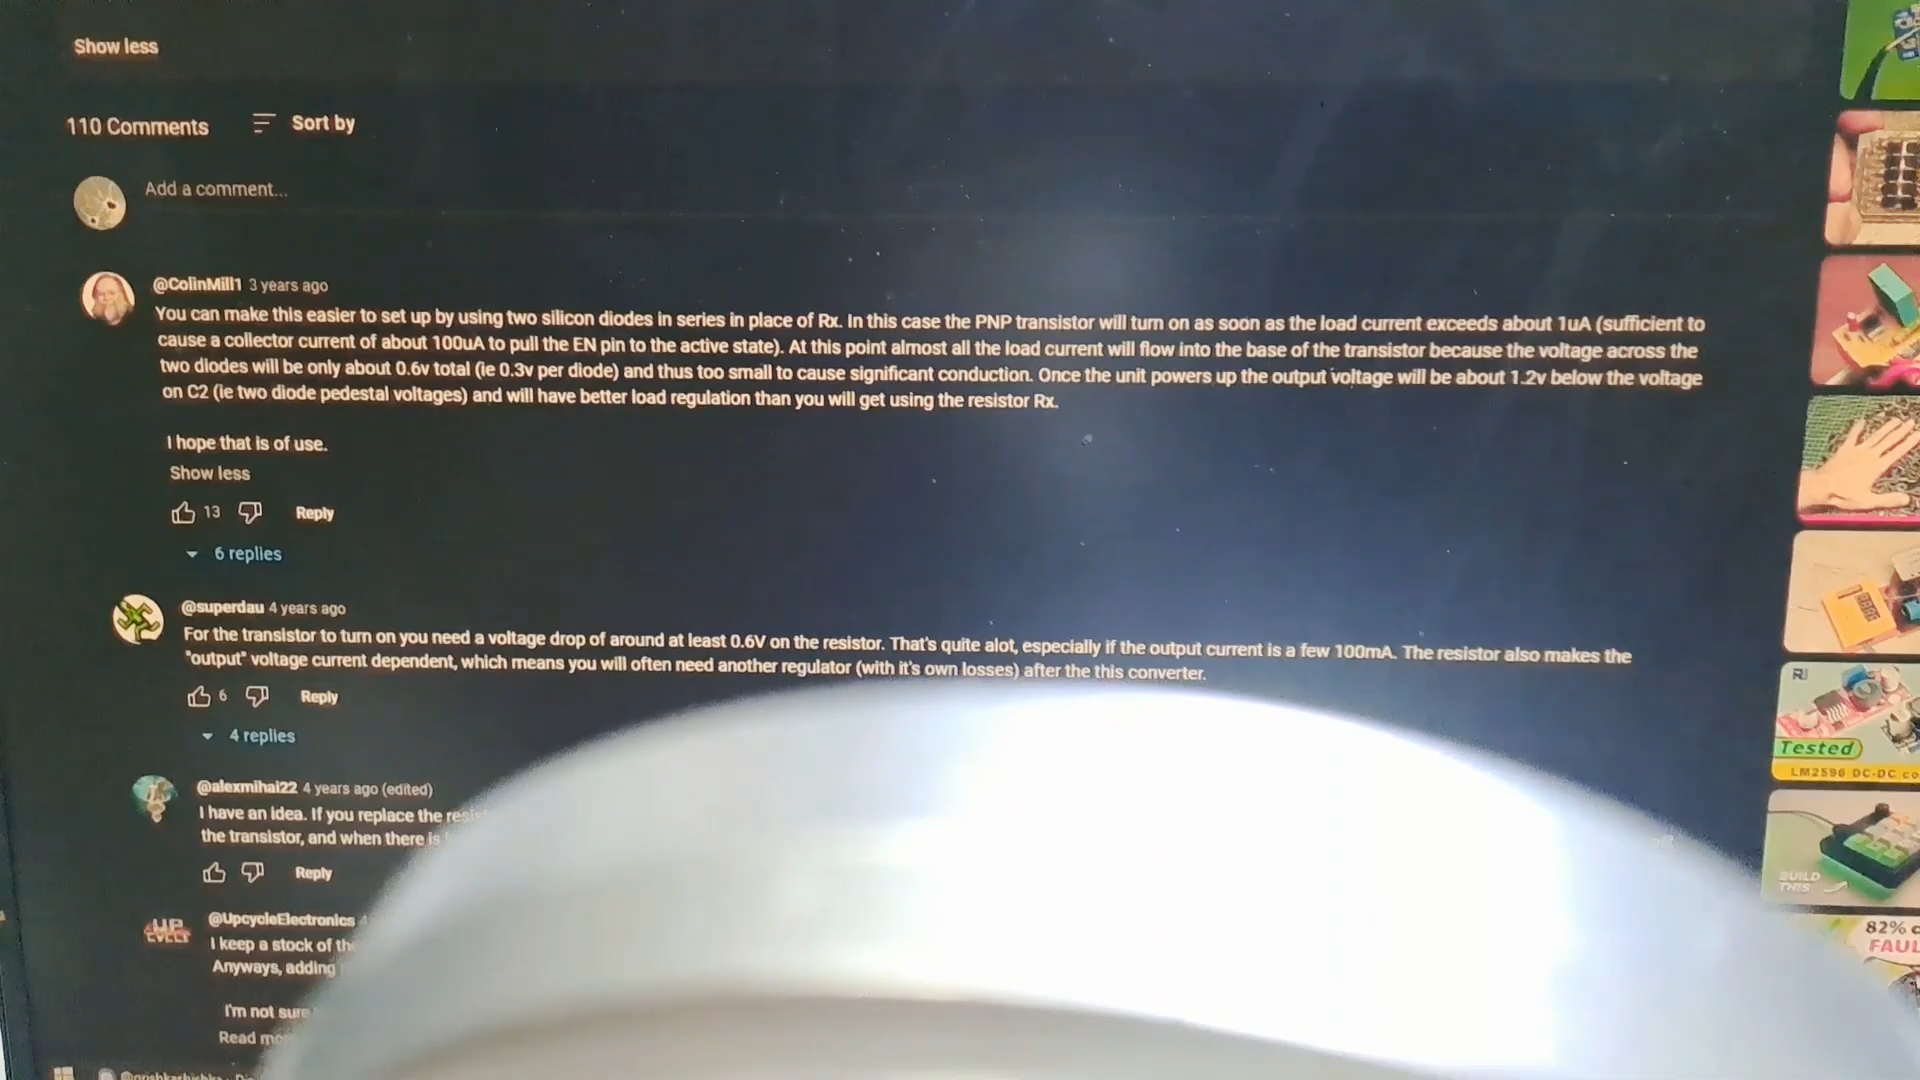 Show less
110 Comments
Sort by
Add a comment...
@ColinMill1 3 years ago
You can make this easier to set up by using two silicon diodes in series in place of Rx. In this case the PNP transistor will turn on as soon as the load current exceeds about 1uA (sufficient to
cause a collector current of about 100uA to pull the EN pin to the active state). At this point almost all the load current will flow into the base of the transistor because the voltage across the
two diodes will be only about 0.6v total (ie 0.3v per diode) and thus too small to cause significant conduction. Once the unit powers up the output voltage will be about 1.2v below the voltage
on C2 (ie two diode pedestal voltages) and will have better load regulation than you will get using the resistor Rx.
I hope that is of use.
Show less
13
Reply
6 replies
@superdau 4 years ago
For the transistor to turn on you need a voltage drop of around at least 0.6V on the resistor. That's quite alot, especially if the output current is a few 100mA. The resistor also makes the
"output" voltage current dependent, which means you will often need another regulator (with it's own losses) after the this converter.
6
Reply
4 replies
@alexmihai22 4 years ago (edited)
I have an idea. If you replace the
the transistor, and when there is
Reply
@UpcycleElectronics
UP
CYCLE
I keep a stock of
Anyways, adding
I'm not sure
Read
Tested
LM2596 DC-DC
BUILD
THIS
82%